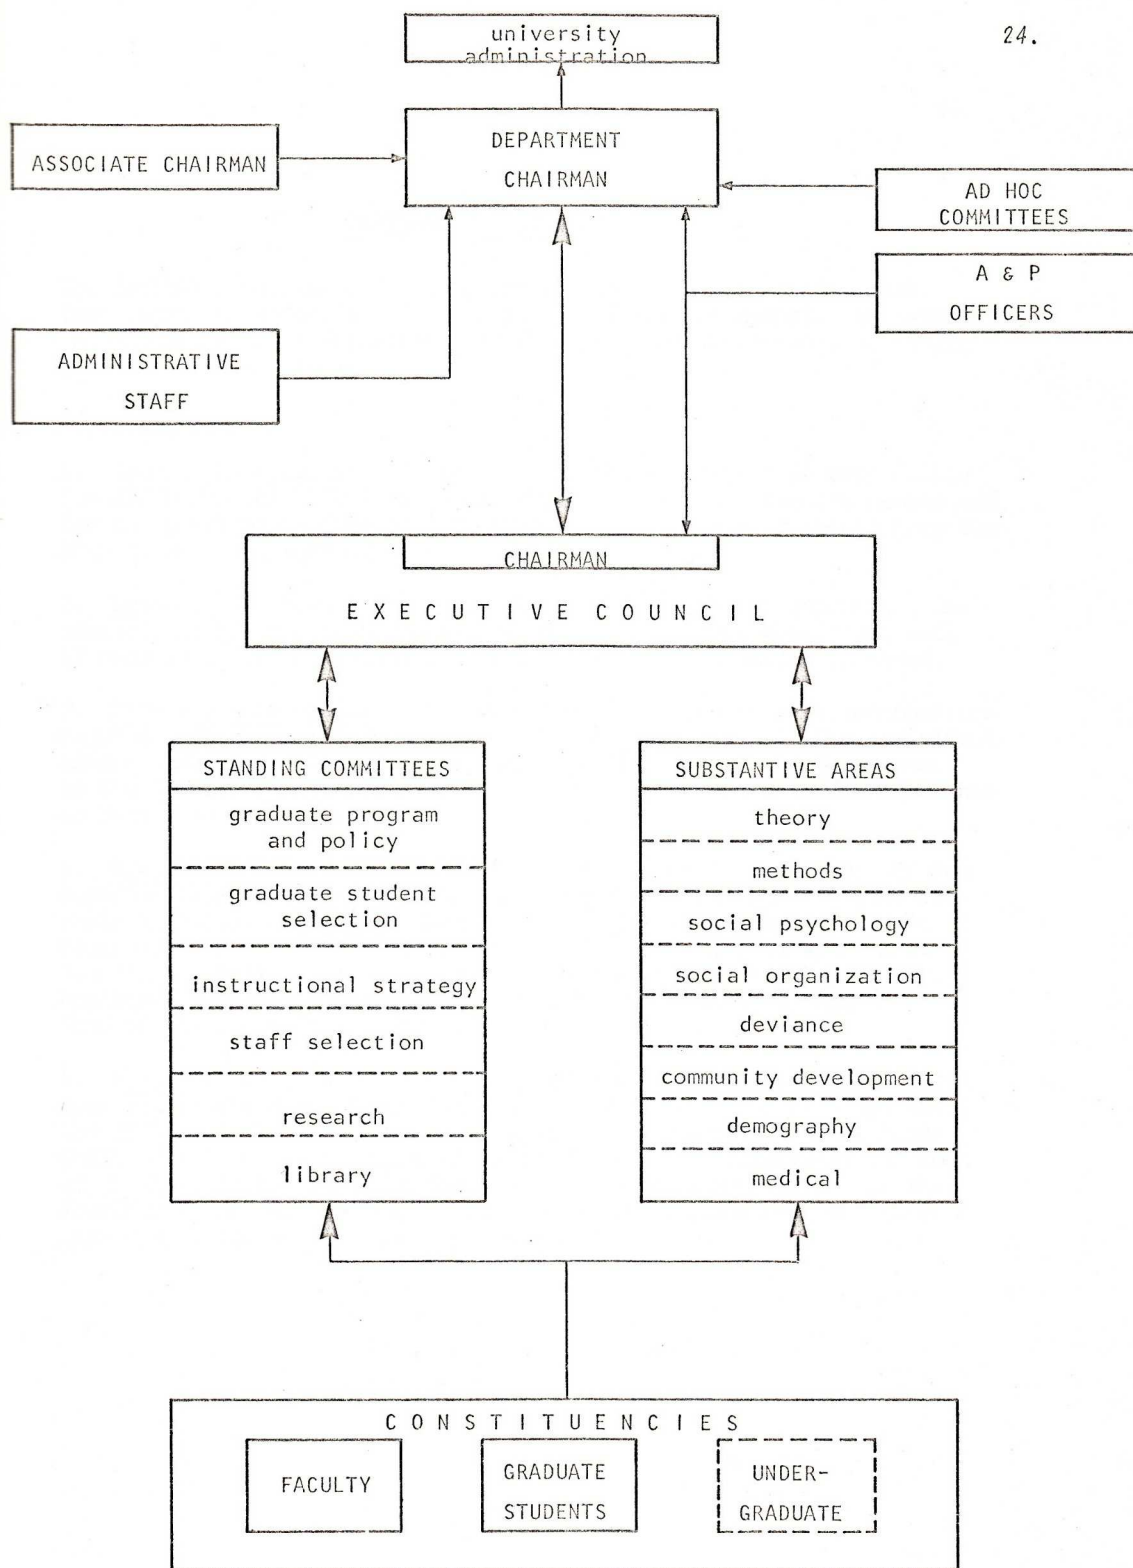 24.
university
administration
DEPARTMENT
CHAIRMAN
ASSOCIATE CHAIRMAN
AD HOC
COMMITTEES
A & P
OFFICERS
ADMINISTRATIVE
STAFF
CHAIRMAN
EXECUTIVE COUNCIL
STANDING COMMITTEES
graduate program
and policy
graduate student
selection
instructional strategy
staff selection
research
library
SUBSTANTIVE AREAS
theory
methods
social psychology
social organization
deviance
community development
demography
medical
CONSTITUENCIES
FACULTY
GRADUATE
STUDENTS
UNDER-
GRADUATE